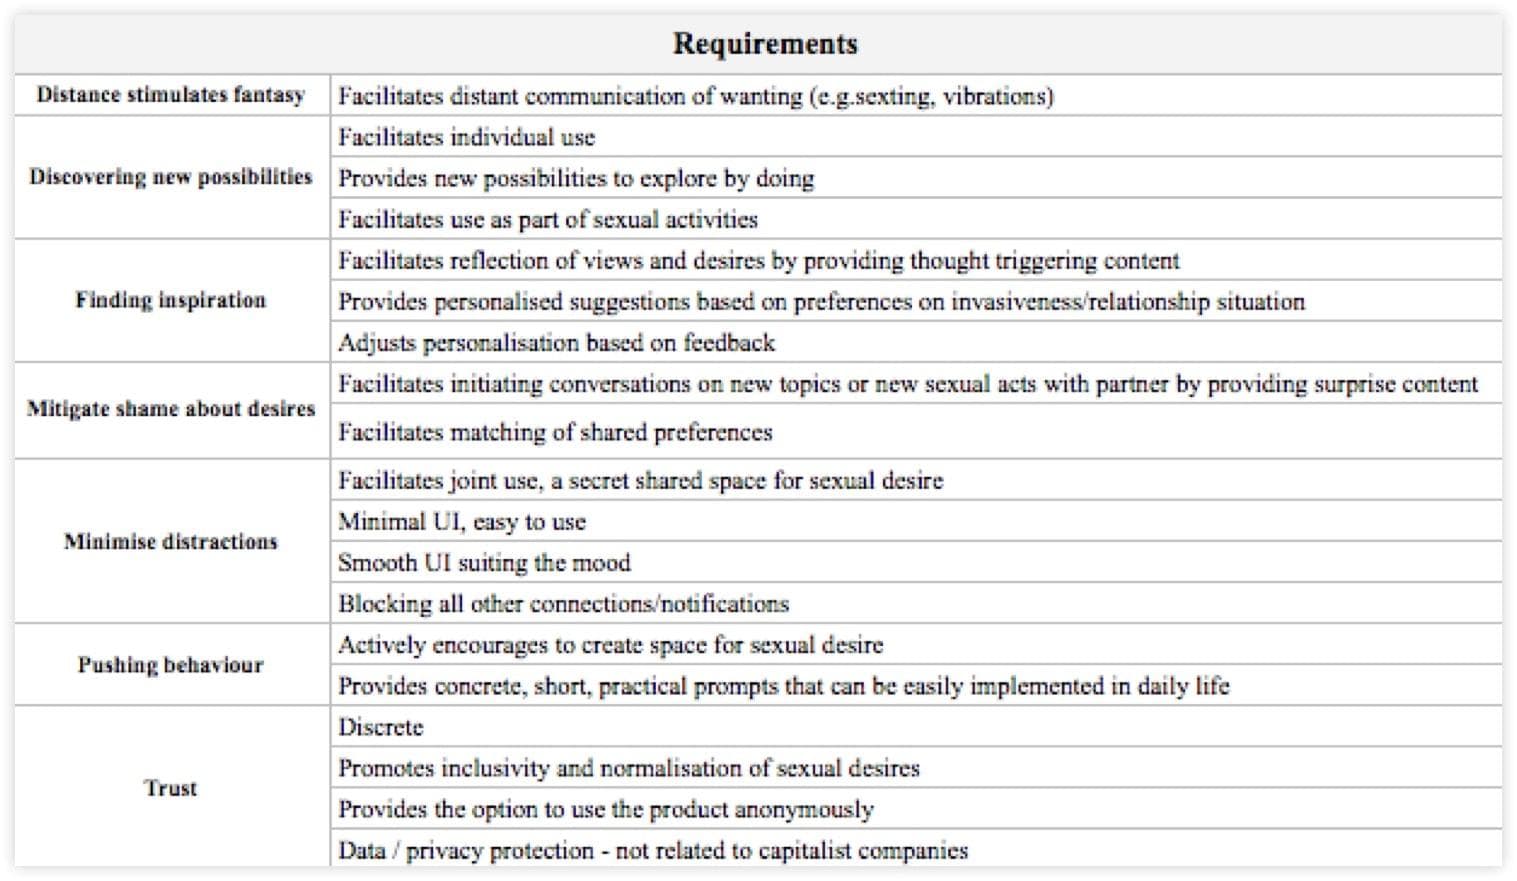 Requirements
Distance stimulates fantasy
Facilitates distant communication of wanting (e.g.sexting, vibrations)
Discovering new possibilities
Facilitates individual use
Provides new possibilities to explore by doing
Facilitates use as part of sexual activities
Finding inspiration
Facilitates reflection of views and desires by providing thought triggering content
Provides personalised suggestions based on preferences on invasiveness/relationship situation
Adjusts personalisation based on feedback
Mitigate shame about desires
Facilitates initiating conversations on new topics or new sexual acts with partner by providing surprise content
Facilitates matching of shared preferences
Minimise distractions
Facilitates joint use, a secret shared space for sexual desire
Minimal UI, easy to use
Smooth UI suiting the mood
Blocking all other connections/notifications
Pushing behaviour
Actively encourages to create space for sexual desire
Provides concrete, short, practical prompts that can be easily implemented in daily life
Trust
Discrete
Promotes inclusivity and normalisation of sexual desires
Provides the option to use the product anonymously
Data / privacy protection - not related to capitalist companies